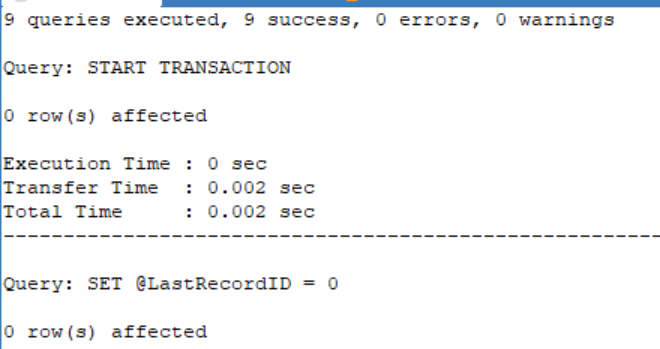 9 queries executed, 9 success, 0 errors, 0 warnings
Query: START TRANSACTION
0 row(s) affected
Execution Time : 0 sec
Transfer Time  : 0.002 sec
Total Time     : 0.002 sec
-------------------------------------------------------
Query: SET @LastRecordID = 0
0 row(s) affected